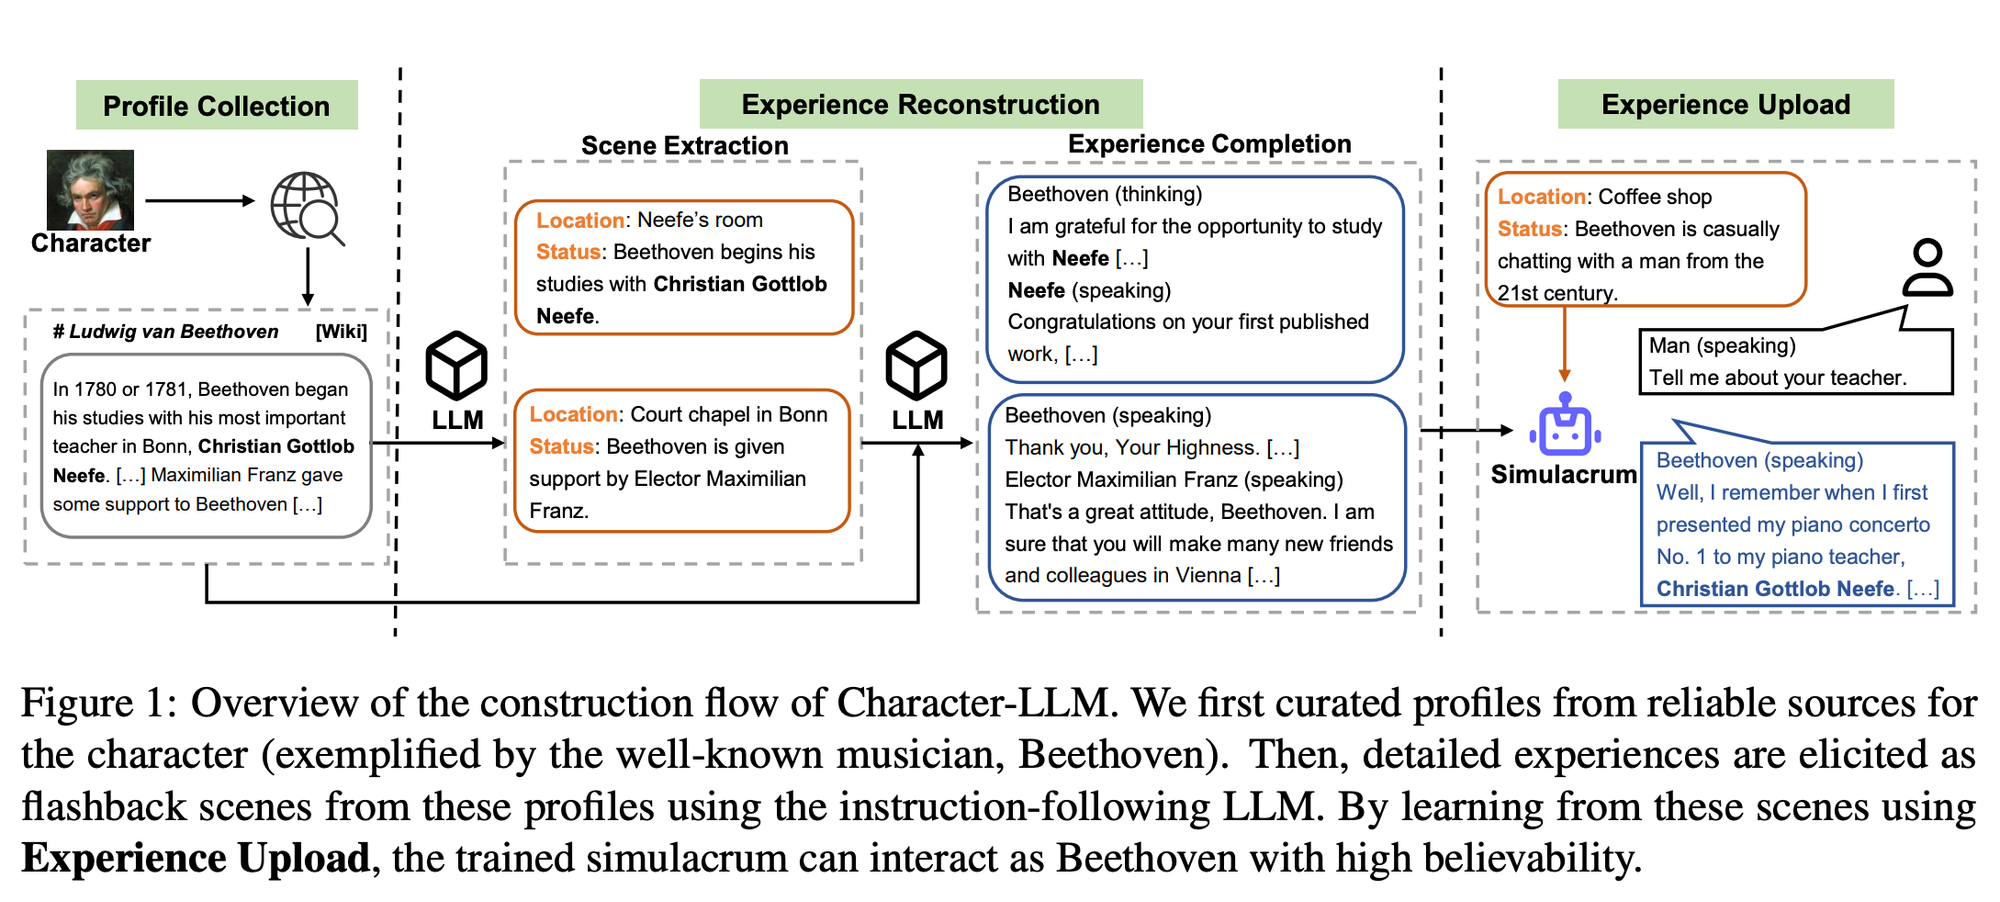 Profile Collection
Character
# Ludwig van Beethoven [Wiki]
In 1780 or 1781, Beethoven began
his studies with his most important
teacher in Bonn, Christian Gottlob
Neefe. […] Maximilian Franz gave
some support to Beethoven […]
LLM
Experience Reconstruction
Scene Extraction
Location: Neefe’s room
Status: Beethoven begins his
studies with Christian Gottlob
Neefe.
Location: Court chapel in Bonn
Status: Beethoven is given
support by Elector Maximilian
Franz.
LLM
Experience Completion
Beethoven (thinking)
I am grateful for the opportunity to study
with Neefe […]
Neefe (speaking)
Congratulations on your first published
work, […]
Beethoven (speaking)
Thank you, Your Highness. […]
Elector Maximilian Franz (speaking)
That's a great attitude, Beethoven. I am
sure that you will make many new friends
and colleagues in Vienna […]
Experience Upload
Location: Coffee shop
Status: Beethoven is casually
chatting with a man from the
21st century.
Man (speaking)
Tell me about your teacher.
Simulacrum
Beethoven (speaking)
Well, I remember when I first
presented my piano concerto
No. 1 to my piano teacher,
Christian Gottlob Neefe. […]
Figure 1: Overview of the construction flow of Character-LLM. We first curated profiles from reliable sources for
the character (exemplified by the well-known musician, Beethoven). Then, detailed experiences are elicited as
flashback scenes from these profiles using the instruction-following LLM. By learning from these scenes using
Experience Upload, the trained simulacrum can interact as Beethoven with high believability.